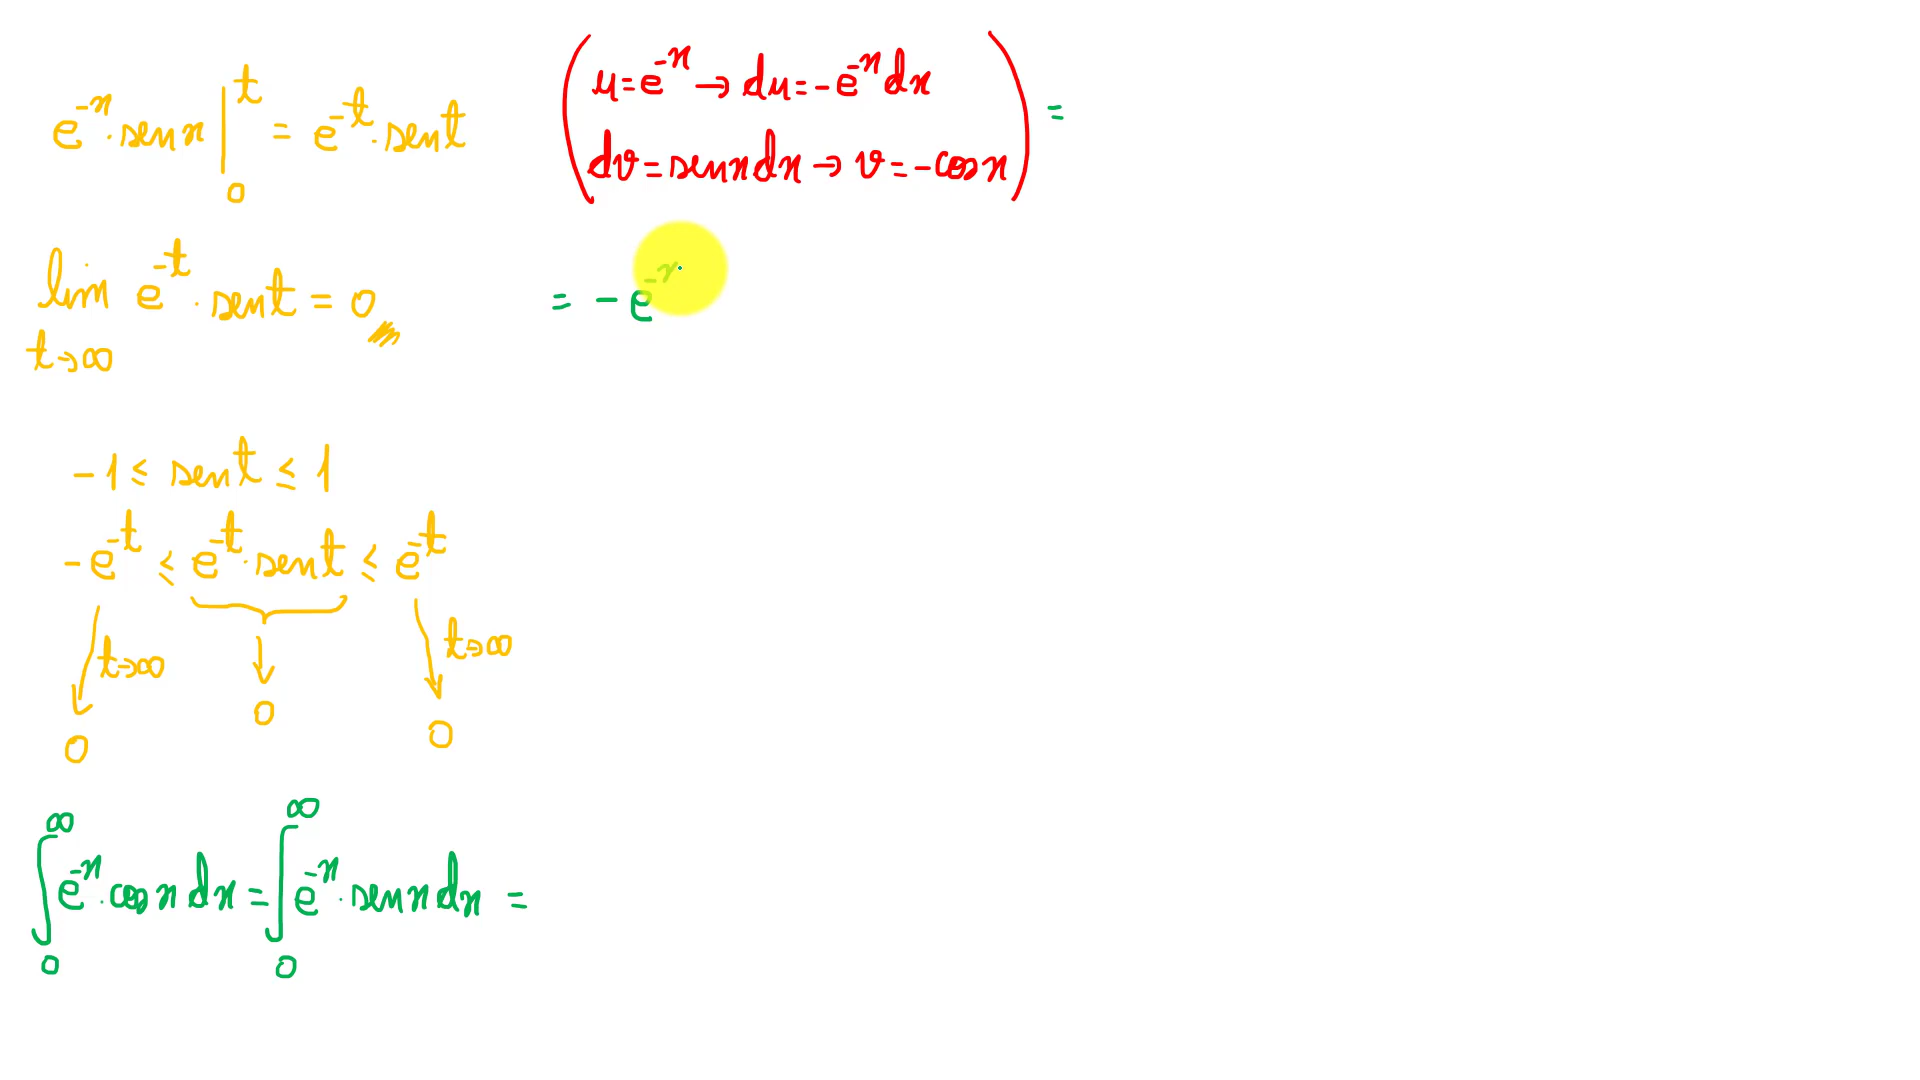 e^{-x} · sen x |_0^t = e^{-t} · sen t
lim_{t→∞} e^{-t} · sen t = 0
-1 ≤ sen t ≤ 1
-e^{-t} ≤ e^{-t} · sen t ≤ e^{-t}
t→∞ t→∞
0 0 0
∫_0^∞ e^{-x} · cos x dx = ∫_0^∞ e^{-x} · sen x dx =
( u = e^{-x} → du = -e^{-x} dx
dv = sen x dx → v = -cos x ) =
= - e^{-x}